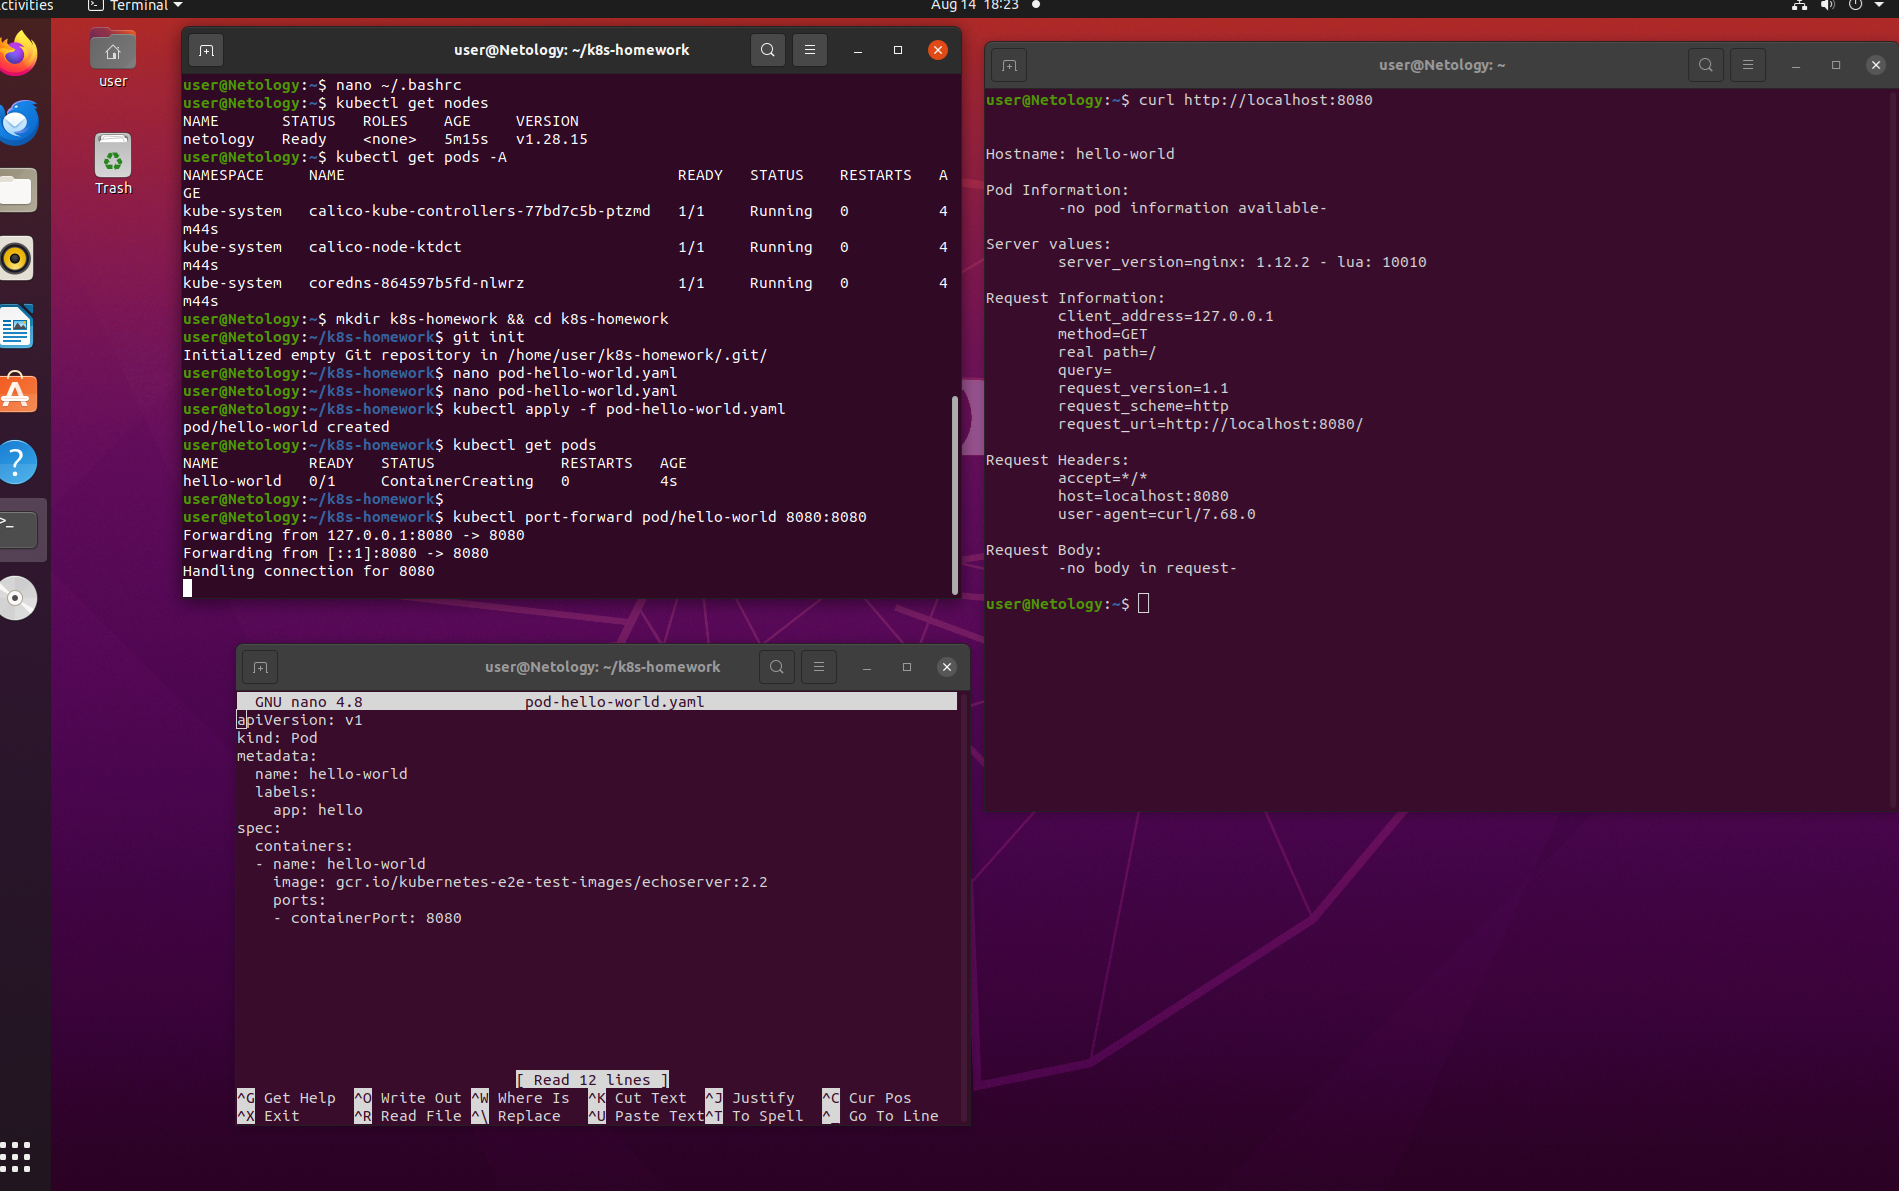 ctivities
Terminal
Aug 14 18:23
user
Trash
user@Netology: ~/k8s-homework
user@Netology:~$ nano ~/.bashrc
user@Netology:~$ kubectl get nodes
NAME       STATUS   ROLES    AGE     VERSION
netology   Ready    <none>   5m15s   v1.28.15
user@Netology:~$ kubectl get pods -A
NAMESPACE     NAME                                     READY   STATUS    RESTARTS   A
GE
kube-system   calico-kube-controllers-77bd7c5b-ptzmd   1/1     Running   0          4
m44s
kube-system   calico-node-ktdct                        1/1     Running   0          4
m44s
kube-system   coredns-864597b5fd-nlwrz                 1/1     Running   0          4
m44s
user@Netology:~$ mkdir k8s-homework && cd k8s-homework
user@Netology:~/k8s-homework$ git init
Initialized empty Git repository in /home/user/k8s-homework/.git/
user@Netology:~/k8s-homework$ nano pod-hello-world.yaml
user@Netology:~/k8s-homework$ nano pod-hello-world.yaml
user@Netology:~/k8s-homework$ kubectl apply -f pod-hello-world.yaml
pod/hello-world created
user@Netology:~/k8s-homework$ kubectl get pods
NAME          READY   STATUS              RESTARTS   AGE
hello-world   0/1     ContainerCreating   0          4s
user@Netology:~/k8s-homework$
user@Netology:~/k8s-homework$ kubectl port-forward pod/hello-world 8080:8080
Forwarding from 127.0.0.1:8080 -> 8080
Forwarding from [::1]:8080 -> 8080
Handling connection for 8080
user@Netology: ~
user@Netology:~$ curl http://localhost:8080
Hostname: hello-world
Pod Information:
-no pod information available-
Server values:
server_version=nginx: 1.12.2 - lua: 10010
Request Information:
client_address=127.0.0.1
method=GET
real path=/
query=
request_version=1.1
request_scheme=http
request_uri=http://localhost:8080/
Request Headers:
accept=*/*
host=localhost:8080
user-agent=curl/7.68.0
Request Body:
-no body in request-
user@Netology:~$
user@Netology: ~/k8s-homework
GNU nano 4.8                  pod-hello-world.yaml
apiVersion: v1
kind: Pod
metadata:
  name: hello-world
  labels:
    app: hello
spec:
  containers:
  - name: hello-world
    image: gcr.io/kubernetes-e2e-test-images/echoserver:2.2
    ports:
    - containerPort: 8080
[ Read 12 lines ]
^G Get Help  ^O Write Out ^W Where Is  ^K Cut Text  ^J Justify   ^C Cur Pos
^X Exit      ^R Read File ^\ Replace   ^U Paste Text^T To Spell  ^_ Go To Line